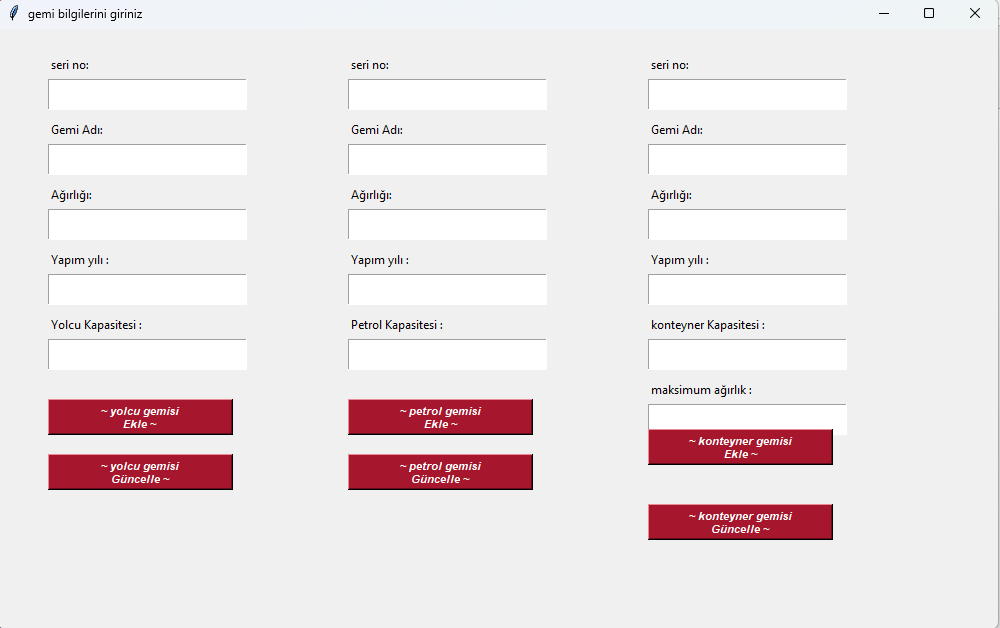 gemi bilgilerini giriniz
seri no:
Gemi Adı:
Ağırlığı:
Yapım yılı :
Yolcu Kapasitesi :
~ yolcu gemisi
Ekle ~
~ yolcu gemisi
Güncelle ~
seri no:
Gemi Adı:
Ağırlığı:
Yapım yılı :
Petrol Kapasitesi :
~ petrol gemisi
Ekle ~
~ petrol gemisi
Güncelle ~
seri no:
Gemi Adı:
Ağırlığı:
Yapım yılı :
konteyner Kapasitesi :
maksimum ağırlık :
~ konteyner gemisi
Ekle ~
~ konteyner gemisi
Güncelle ~